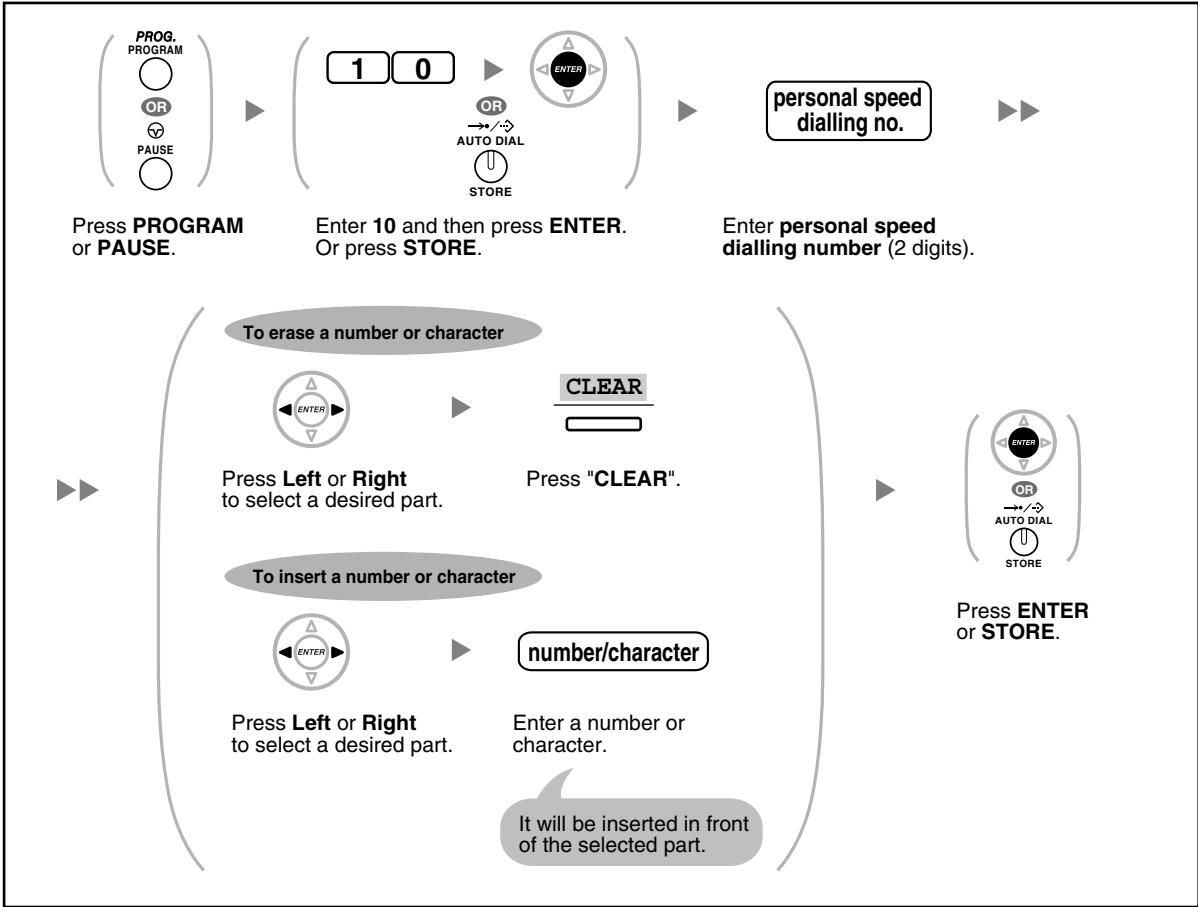 PROG.
PROGRAM
OR
PAUSE
Press PROGRAM
or PAUSE.
1 0
ENTER
OR
AUTO DIAL
STORE
Enter 10 and then press ENTER.
Or press STORE.
personal speed
dialling no.
Enter personal speed
dialling number (2 digits).
To erase a number or character
ENTER
Press Left or Right
to select a desired part.
CLEAR
Press "CLEAR".
To insert a number or character
ENTER
Press Left or Right
to select a desired part.
number/character
Enter a number or
character.
It will be inserted in front
of the selected part.
ENTER
OR
AUTO DIAL
STORE
Press ENTER
or STORE.